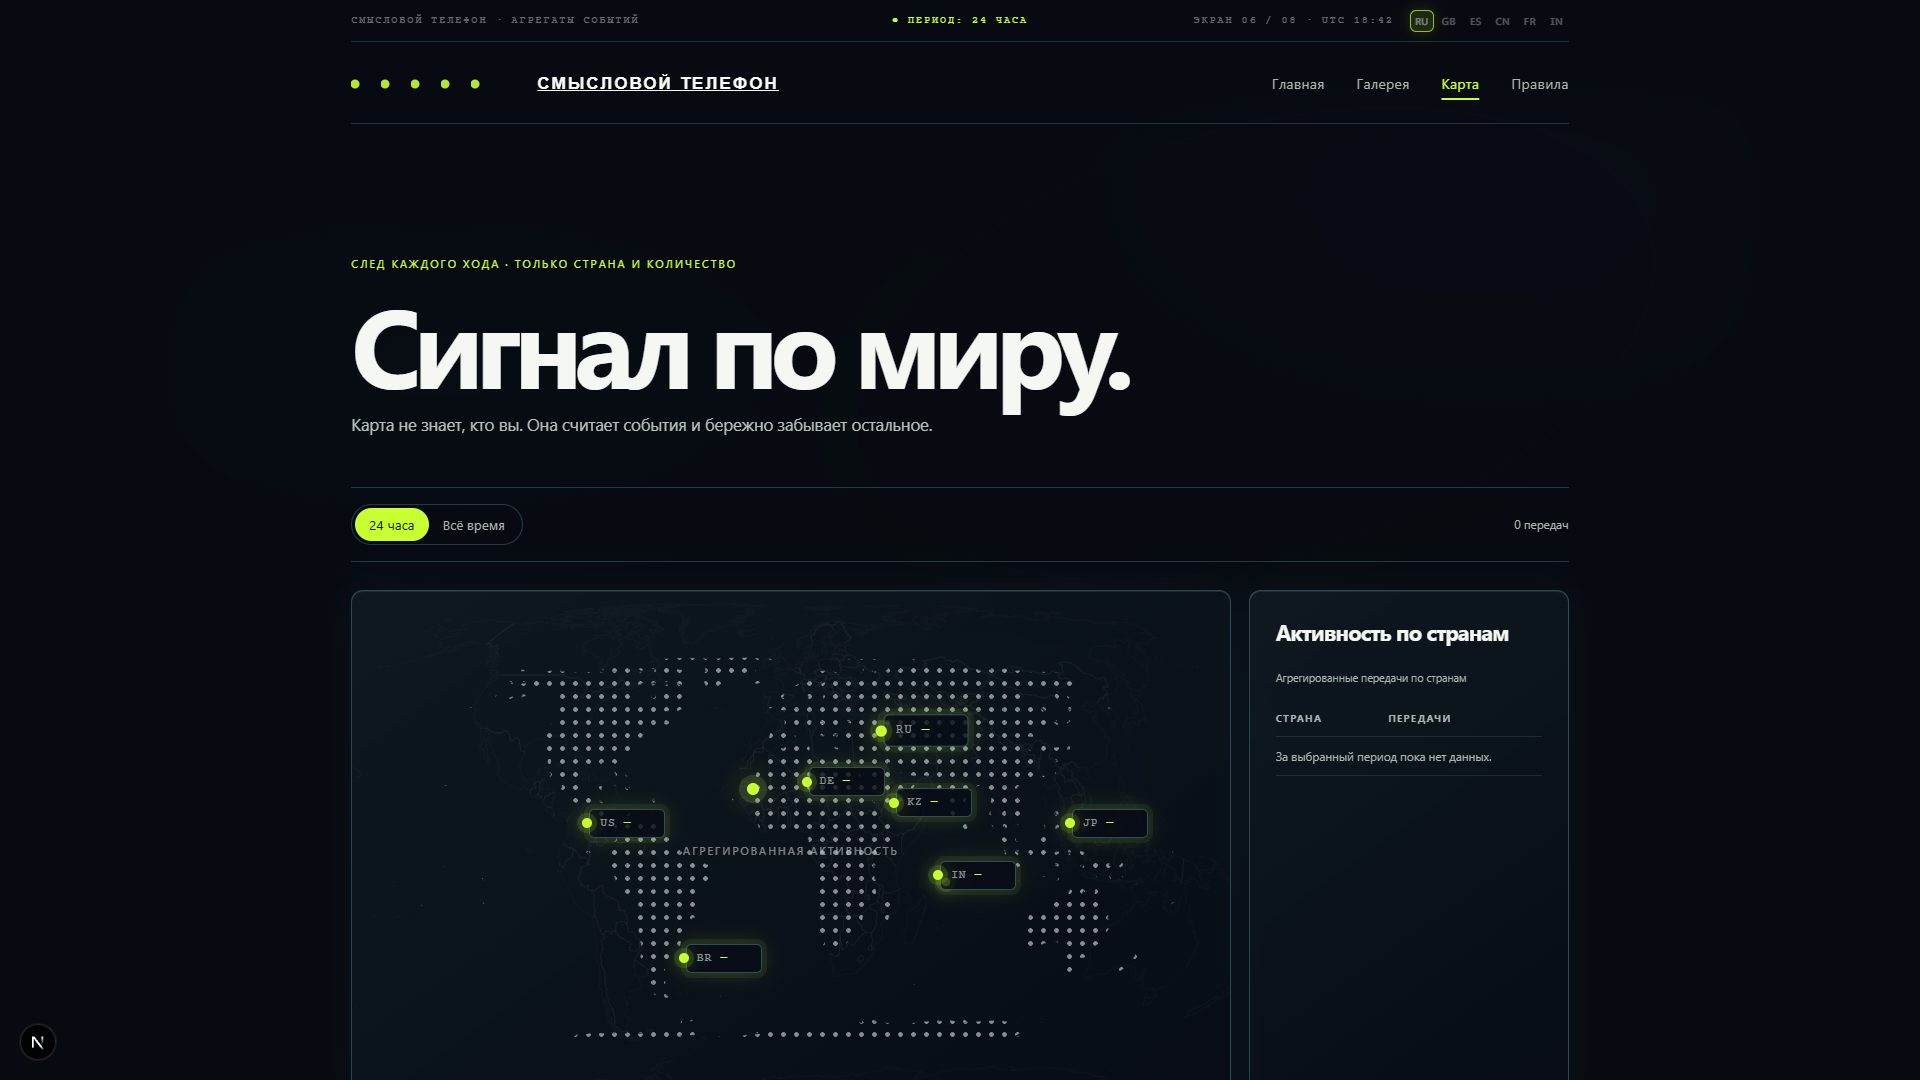 СМЫСЛОВОЙ ТЕЛЕФОН · АГРЕГАТЫ СОБЫТИЙ
● ПЕРИОД: 24 ЧАСА
ЭКРАН 06 / 08 · UTC 18:42
RU GB ES CN FR IN
СМЫСЛОВОЙ ТЕЛЕФОН
Главная Галерея Карта Правила
СЛЕД КАЖДОГО ХОДА · ТОЛЬКО СТРАНА И КОЛИЧЕСТВО
Сигнал по миру.
Карта не знает, кто вы. Она считает события и бережно забывает остальное.
24 часа Всё время
0 передач
RU —
DE —
KZ —
US —
JP —
АГРЕГИРОВАННАЯ АКТИВНОСТЬ
IN —
BR —
Активность по странам
Агрегированные передачи по странам
СТРАНА ПЕРЕДАЧИ
За выбранный период пока нет данных.
N